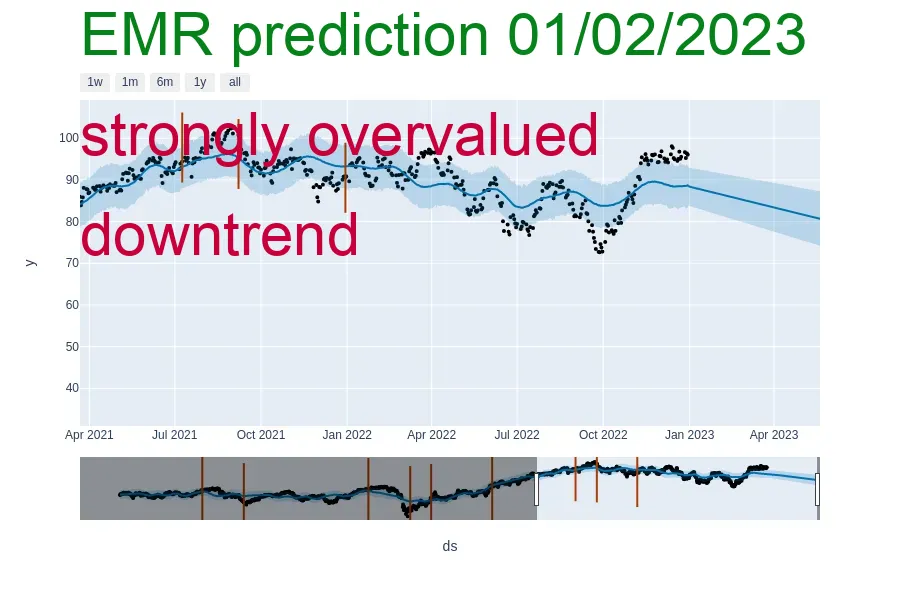 EMR prediction 01/02/2023
1w 1m 6m 1y all
strongly overvalued
downtrend
100
90
80
70
60
50
40
y
Apr 2021 Jul 2021 Oct 2021 Jan 2022 Apr 2022 Jul 2022 Oct 2022 Jan 2023 Apr 2023
ds